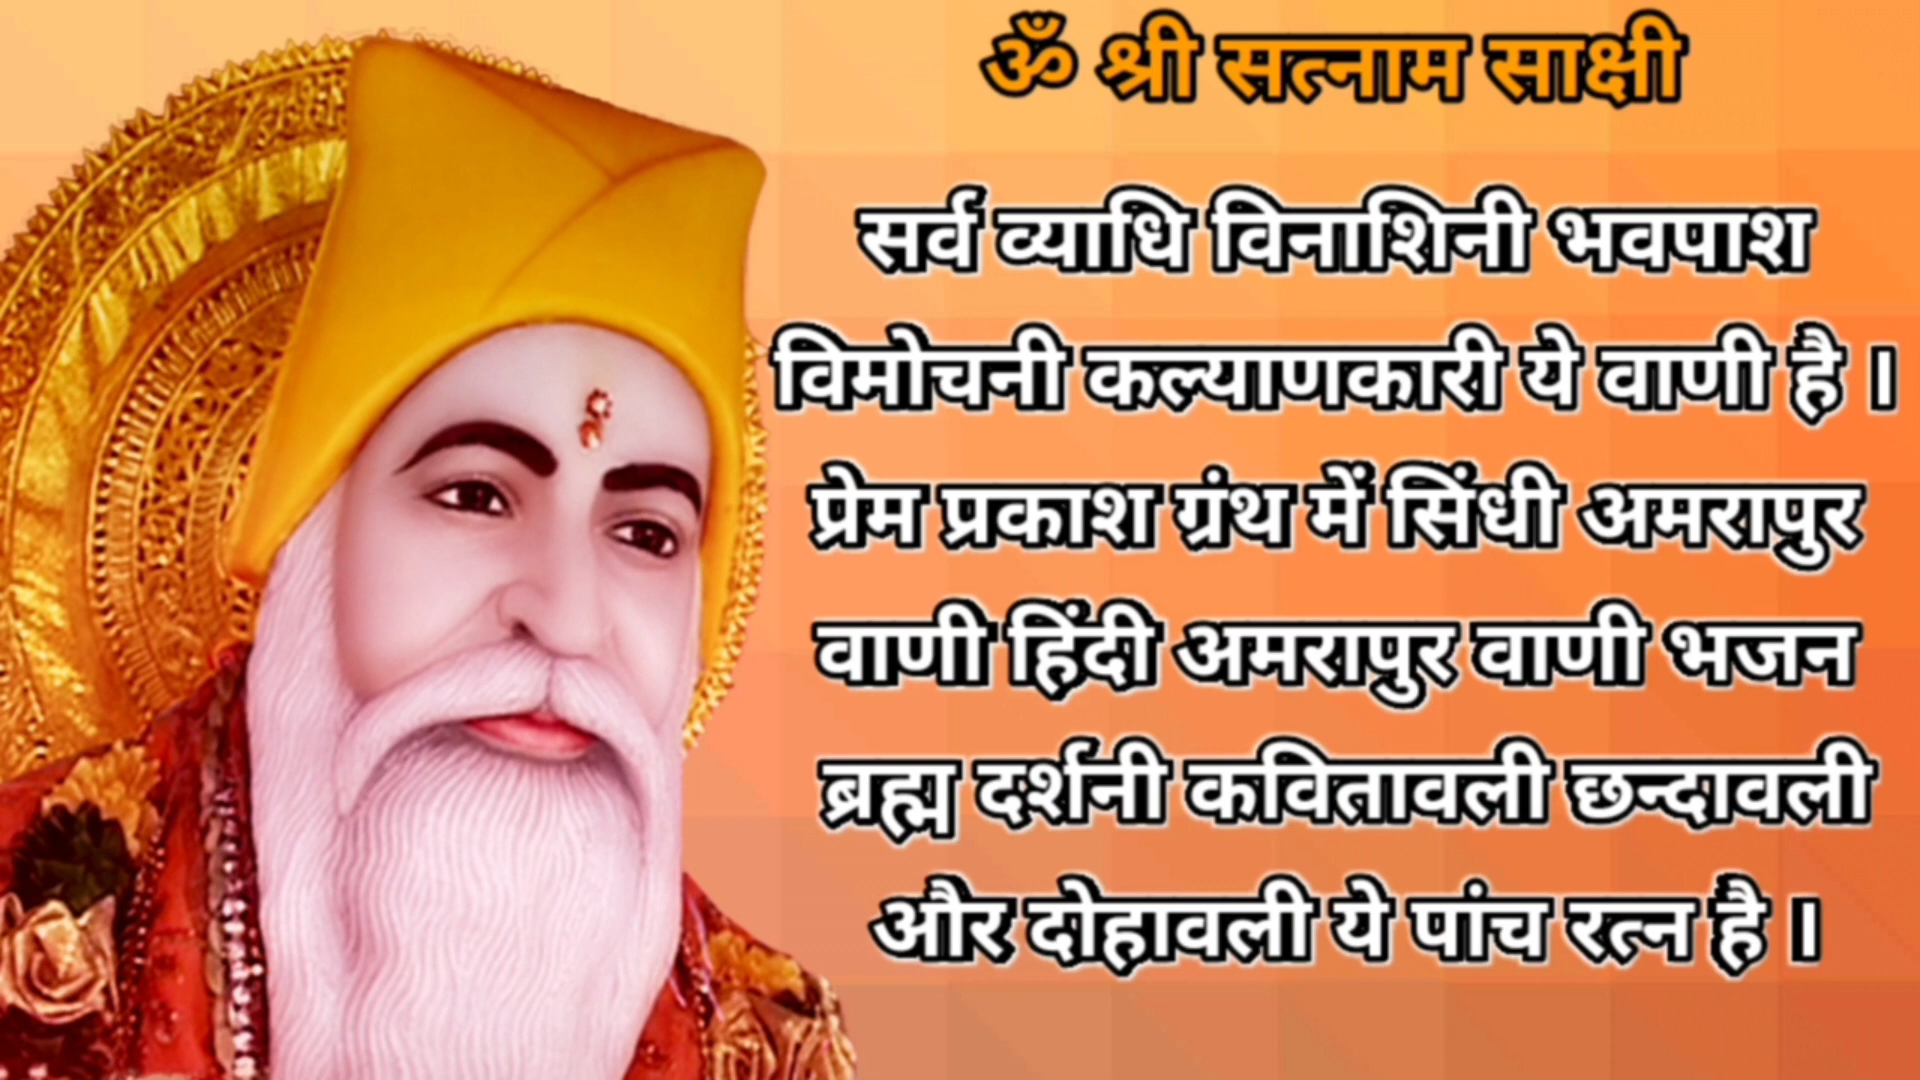 ॐ श्री सत्नाम साक्षी
सर्व व्याधि विनाशिनी भवपाश
विमोचनी कल्याणकारी ये वाणी है ।
प्रेम प्रकाश ग्रंथ में सिंधी अमरापुर
वाणी हिंदी अमरापुर वाणी भजन
ब्रह्म दर्शनी कवितावली छन्दावली
और दोहावली ये पांच रत्न है ।